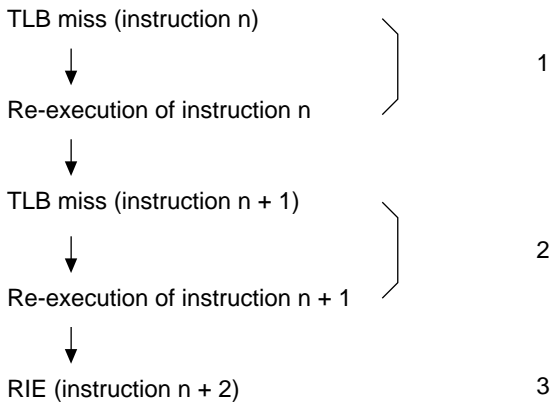 TLB miss (instruction n)
1
Re-execution of instruction n
TLB miss (instruction n + 1)
2
Re-execution of instruction n + 1
RIE (instruction n + 2)
3